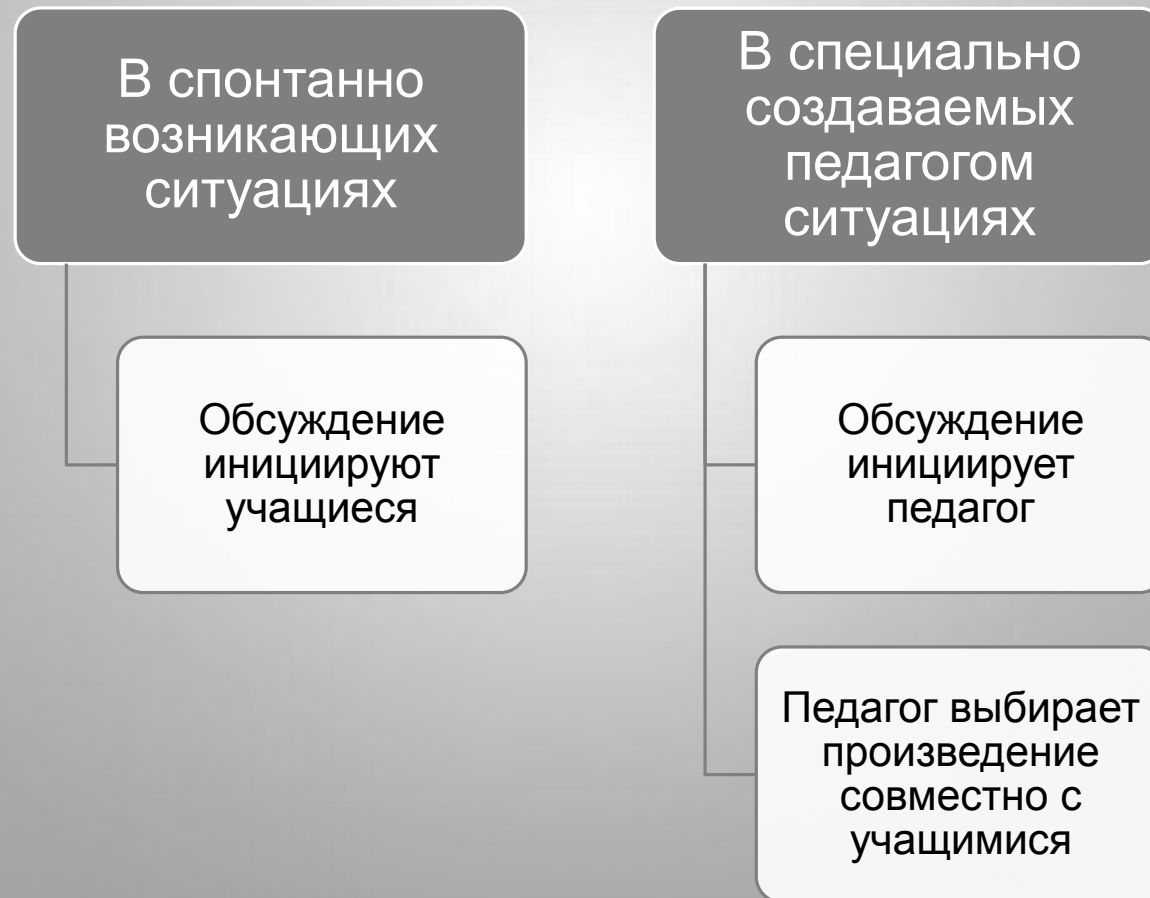 В спонтанно
возникающих
ситуациях
Обсуждение
инициируют
учащиеся
В специально
создаваемых
педагогом
ситуациях
Обсуждение
инициирует
педагог
Педагог выбирает
произведение
совместно с
учащимися